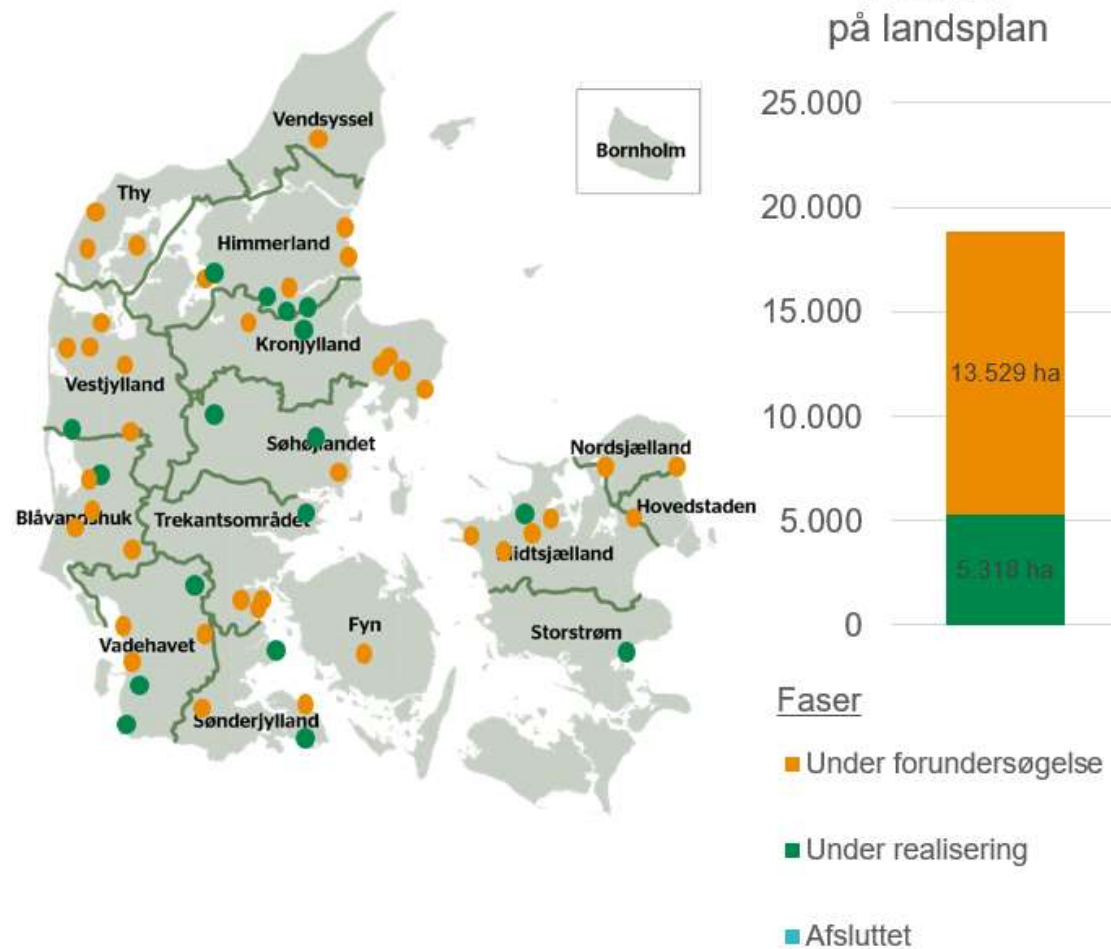 på landsplan
25.000
20.000
15.000
10.000
5.000
0
13.529 ha
5.318 ha
Vendsyssel
Bornholm
Thy
Himmerland
Kronjylland
Vestjylland
Søhøjlandet
Nordsjælland
Hovedstaden
Blåvandshuk
Trekantsområdet
Midtsjælland
Fyn
Storstrøm
Vadehavet
Sønderjylland
Faser
Under forundersøgelse
Under realisering
Afsluttet